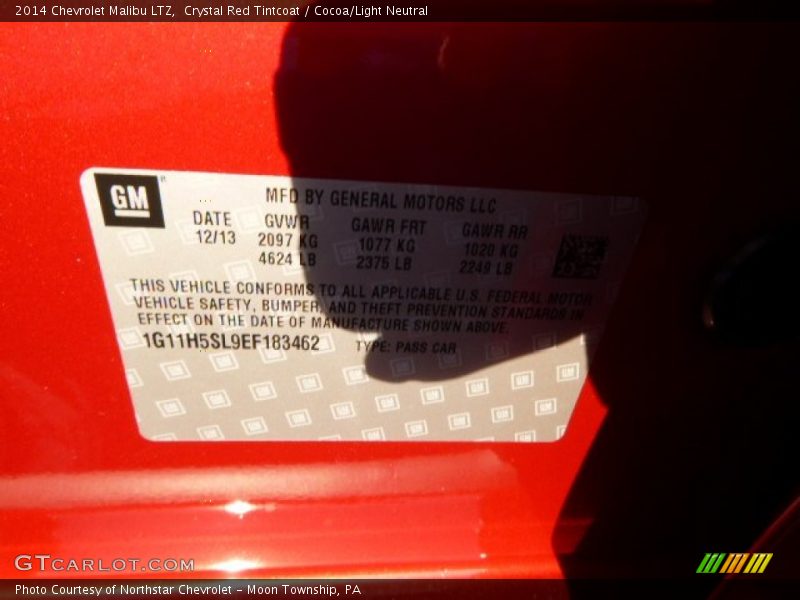 2014 Chevrolet Malibu LTZ,  Crystal Red Tintcoat / Cocoa/Light Neutral
GM
MFD BY GENERAL MOTORS LLC
DATE GVWR GAWR FRT GAWR RR
12/13 2097 KG 1077 KG 1020 KG
4624 LB 2375 LB 2249 LB
THIS VEHICLE CONFORMS TO ALL APPLICABLE U.S. FEDERAL MOTOR
VEHICLE SAFETY, BUMPER, AND THEFT PREVENTION STANDARDS IN
EFFECT ON THE DATE OF MANUFACTURE SHOWN ABOVE.
1G11H5SL9EF183462 TYPE: PASS CAR
GTCARLOT.COM
Photo Courtesy of Northstar Chevrolet - Moon Township, PA